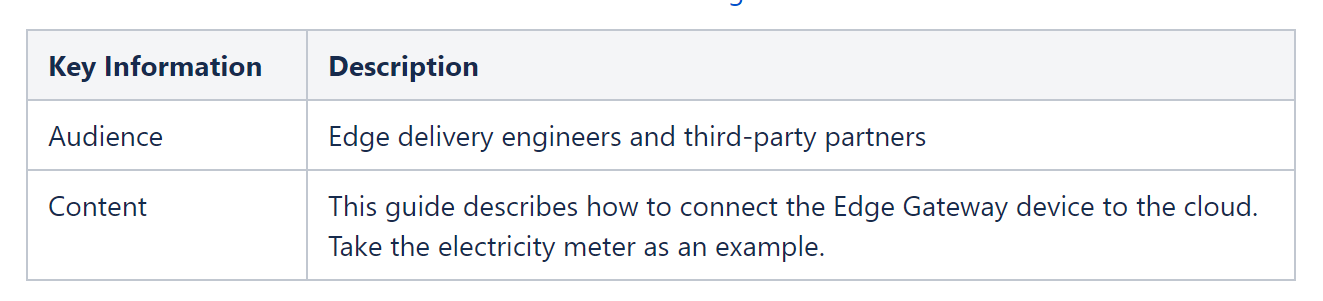 Key Information Description
Audience Edge delivery engineers and third-party partners
Content This guide describes how to connect the Edge Gateway device to the cloud.
Take the electricity meter as an example.